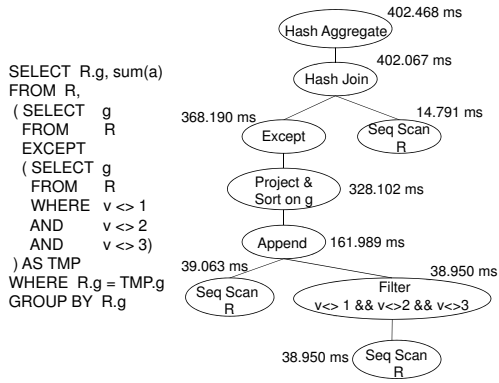 SELECT R.g, sum(a)
FROM R,
( SELECT g
FROM R
EXCEPT
( SELECT g
FROM R
WHERE v <> 1
AND v <> 2
AND v <> 3)
) AS TMP
WHERE R.g = TMP.g
GROUP BY R.g
402.468 ms
Hash Aggregate
402.067 ms
Hash Join
368.190 ms
14.791 ms
Except
Seq Scan
R
Project &
Sort on g
328.102 ms
Append
161.989 ms
39.063 ms
38.950 ms
Seq Scan
R
Filter
v<> 1 && v<>2 && v<>3
38.950 ms
Seq Scan
R